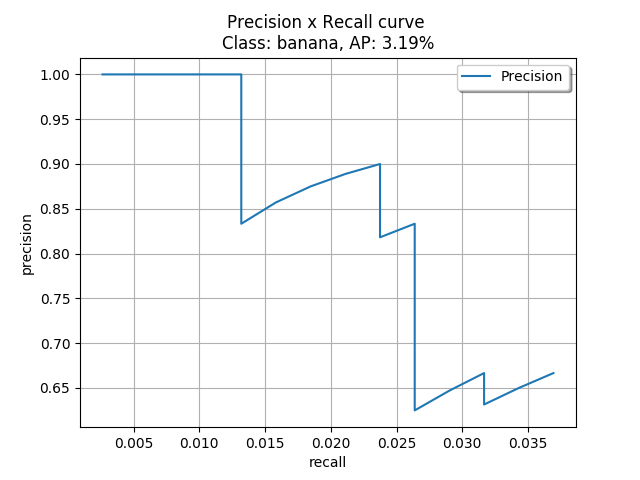 Precision x Recall curve
Class: banana, AP: 3.19%
Precision
1.00
0.95
0.90
0.85
0.80
0.75
0.70
0.65
precision
0.005 0.010 0.015 0.020 0.025 0.030 0.035
recall